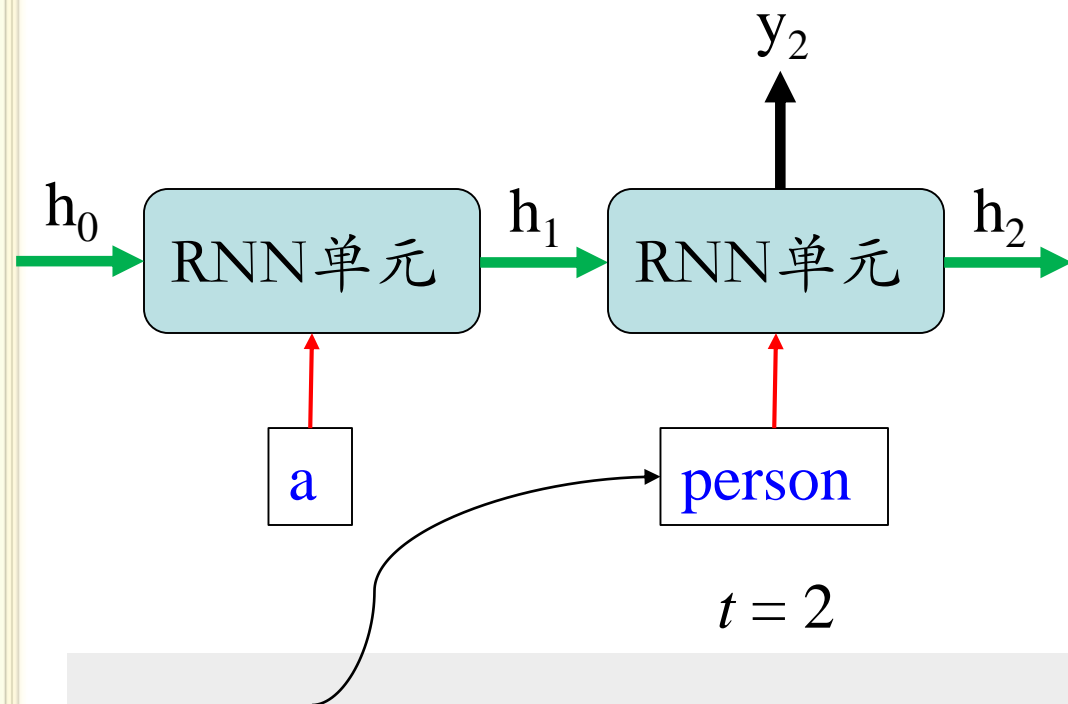 y₂
h₀
RNN单元
h₁
RNN单元
h₂
a
person
t = 2